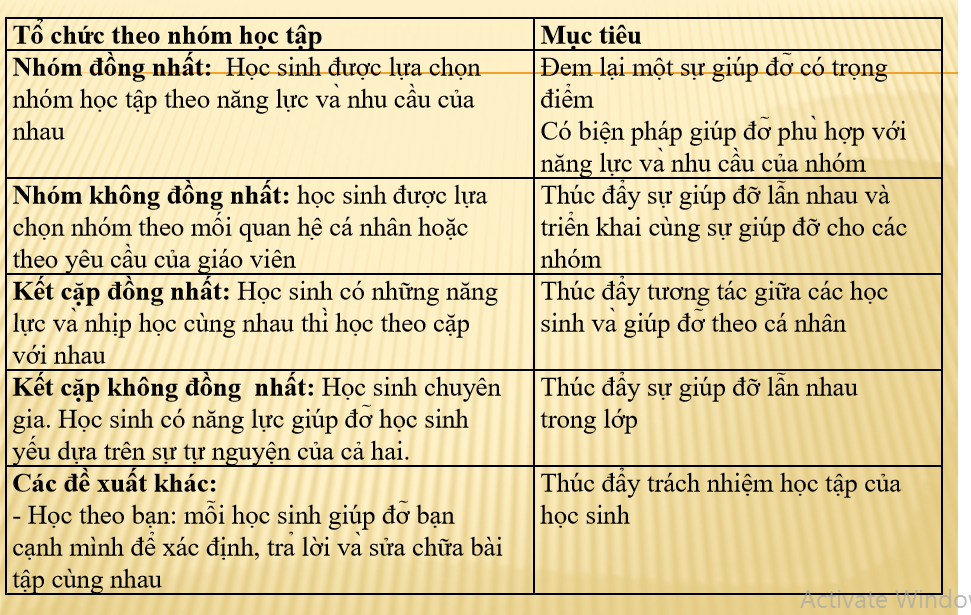 Tổ chức theo nhóm học tập
Mục tiêu
Nhóm đồng nhất: Học sinh được lựa chọn
nhóm học tập theo năng lực và nhu cầu của
nhau
Đem lại một sự giúp đỡ có trọng
điểm
Có biện pháp giúp đỡ phù hợp với
năng lực và nhu cầu của nhóm
Nhóm không đồng nhất: học sinh được lựa
chọn nhóm theo mối quan hệ cá nhân hoặc
theo yêu cầu của giáo viên
Thúc đẩy sự giúp đỡ lẫn nhau và
triển khai cùng sự giúp đỡ cho các
nhóm
Kết cặp đồng nhất: Học sinh có những năng
lực và nhịp học cùng nhau thì học theo cặp
với nhau
Thúc đẩy tương tác giữa các học
sinh và giúp đỡ theo cá nhân
Kết cặp không đồng nhất: Học sinh chuyên
gia. Học sinh có năng lực giúp đỡ học sinh
yếu dựa trên sự tự nguyện của cả hai.
Thúc đẩy sự giúp đỡ lẫn nhau
trong lớp
Các đề xuất khác:
- Học theo bạn: mỗi học sinh giúp đỡ bạn
cạnh mình để xác định, trả lời và sửa chữa bài
tập cùng nhau
Thúc đẩy trách nhiệm học tập của
học sinh
Activate Windo